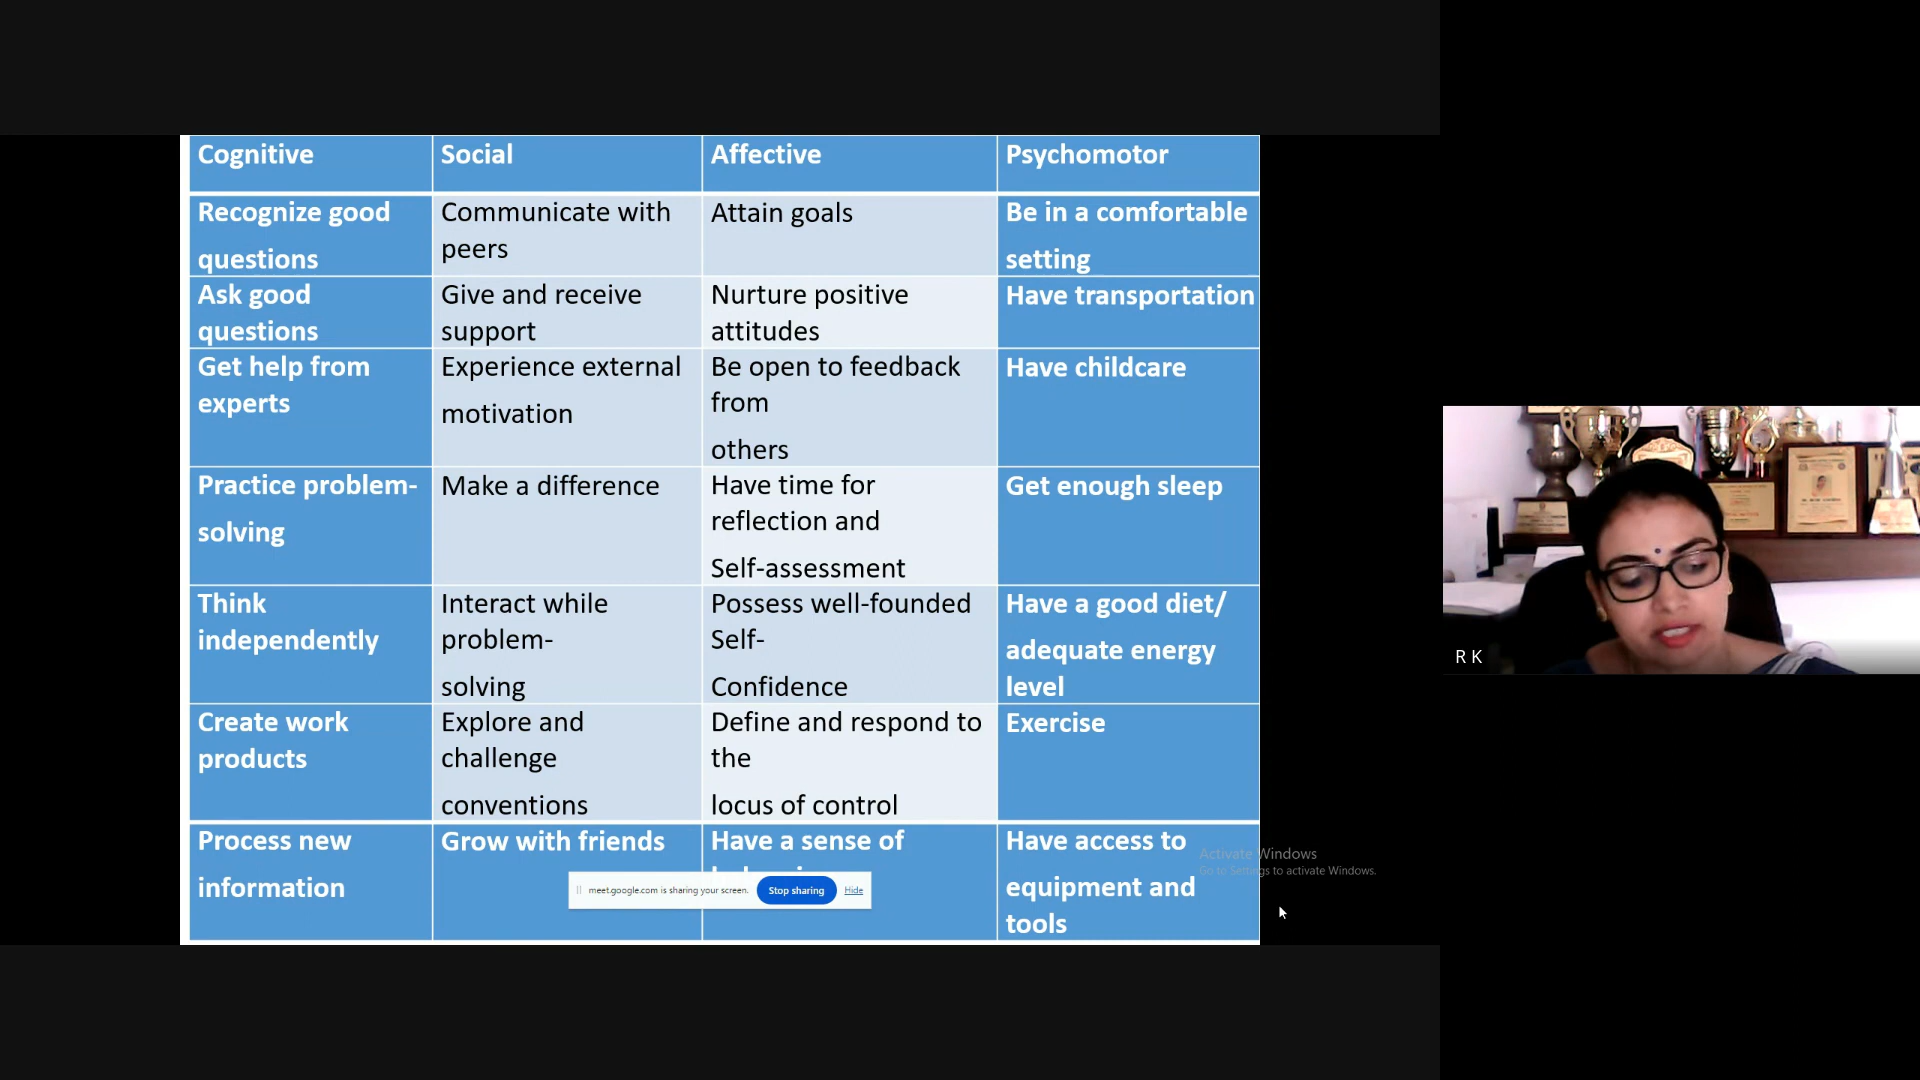 Cognitive
Social
Affective
Psychomotor
Recognize good
questions
Communicate with
peers
Attain goals
Be in a comfortable
setting
Ask good
questions
Give and receive
support
Nurture positive
attitudes
Have transportation
Get help from
experts
Experience external
motivation
Be open to feedback
from
others
Have childcare
Practice problem-
solving
Make a difference
Have time for
reflection and
Self-assessment
Get enough sleep
Think
independently
Interact while
problem-
solving
Possess well-founded
Self-
Confidence
Have a good diet/
adequate energy
level
Create work
products
Explore and
challenge
conventions
Define and respond to
the
locus of control
Exercise
Process new
information
Grow with friends
Have a sense of
Have access to
equipment and
tools
meet.google.com is sharing your screen.
Stop sharing
Hide
Activate Windows
Go to Settings to activate Windows.
R K